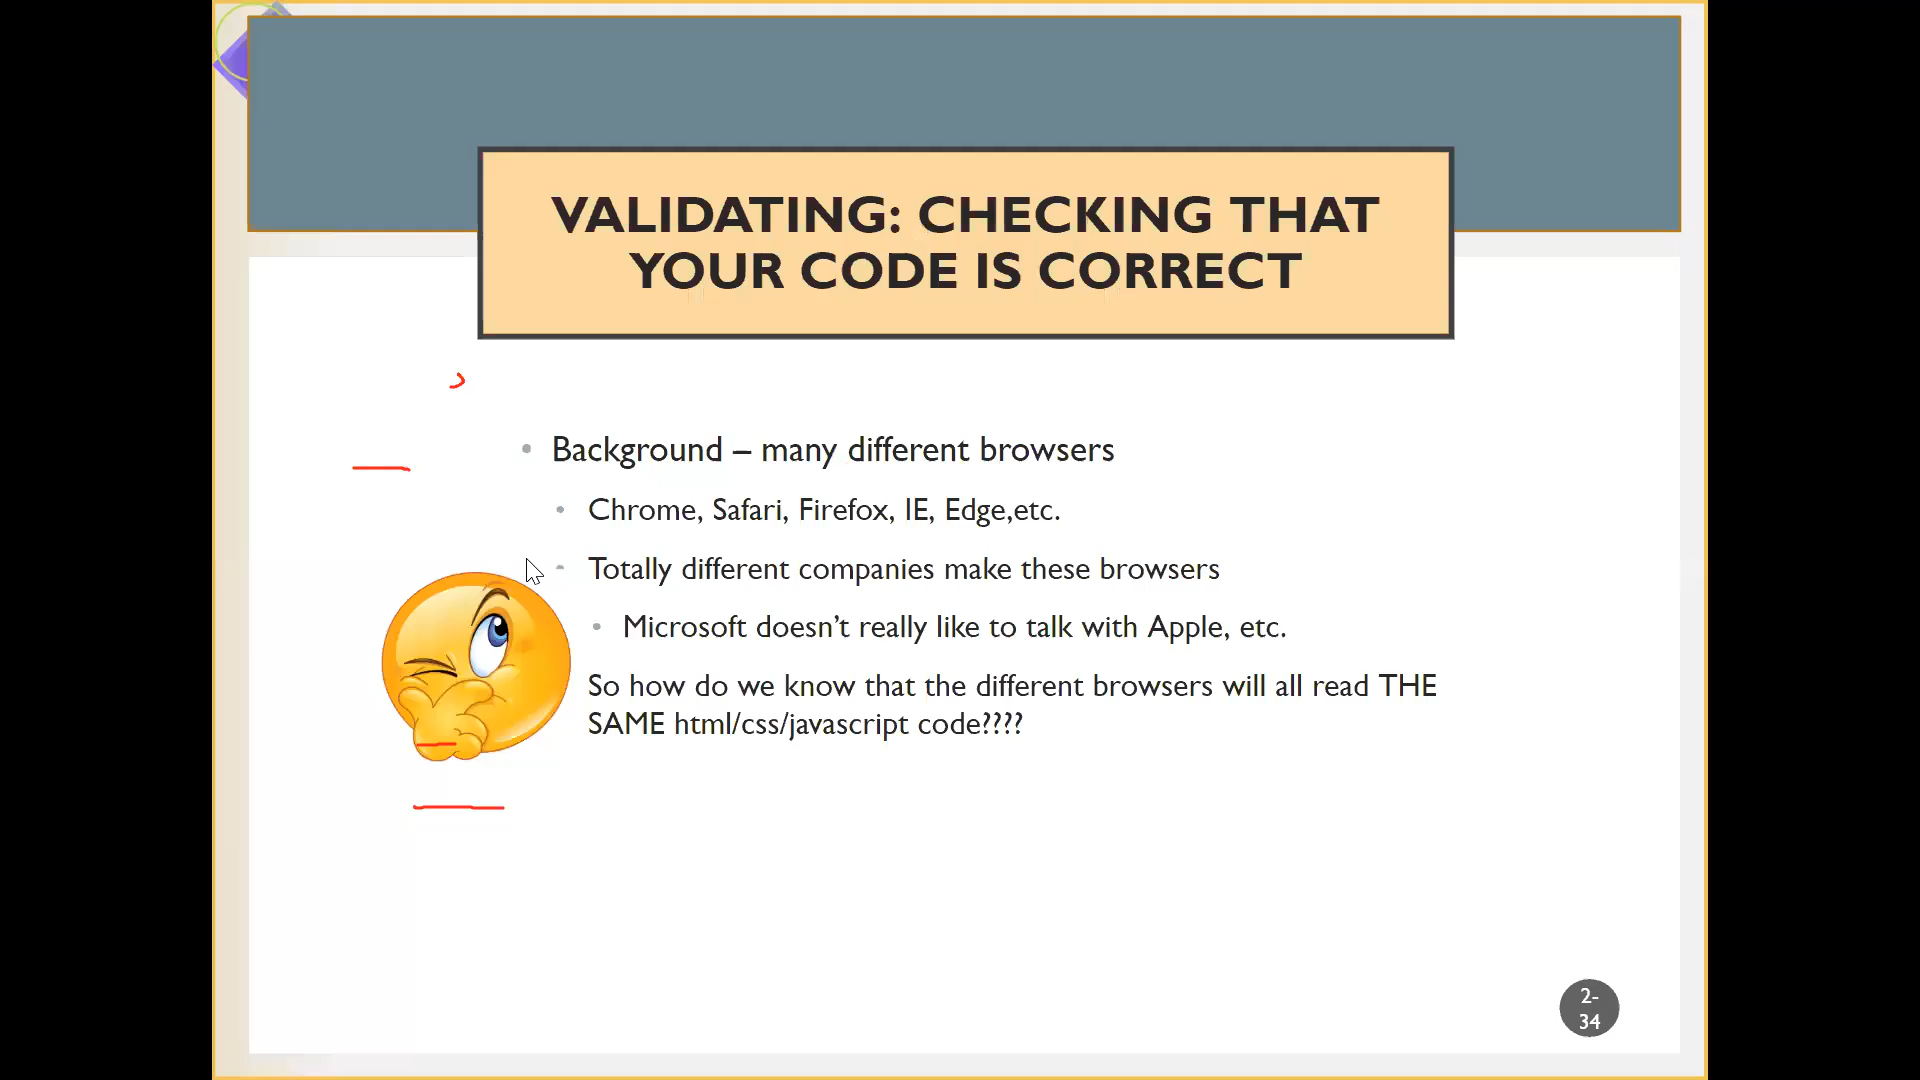 VALIDATING: CHECKING THAT
YOUR CODE IS CORRECT
Background – many different browsers
Chrome, Safari, Firefox, IE, Edge,etc.
Totally different companies make these browsers
Microsoft doesn’t really like to talk with Apple, etc.
So how do we know that the different browsers will all read THE
SAME html/css/javascript code????
2-
34